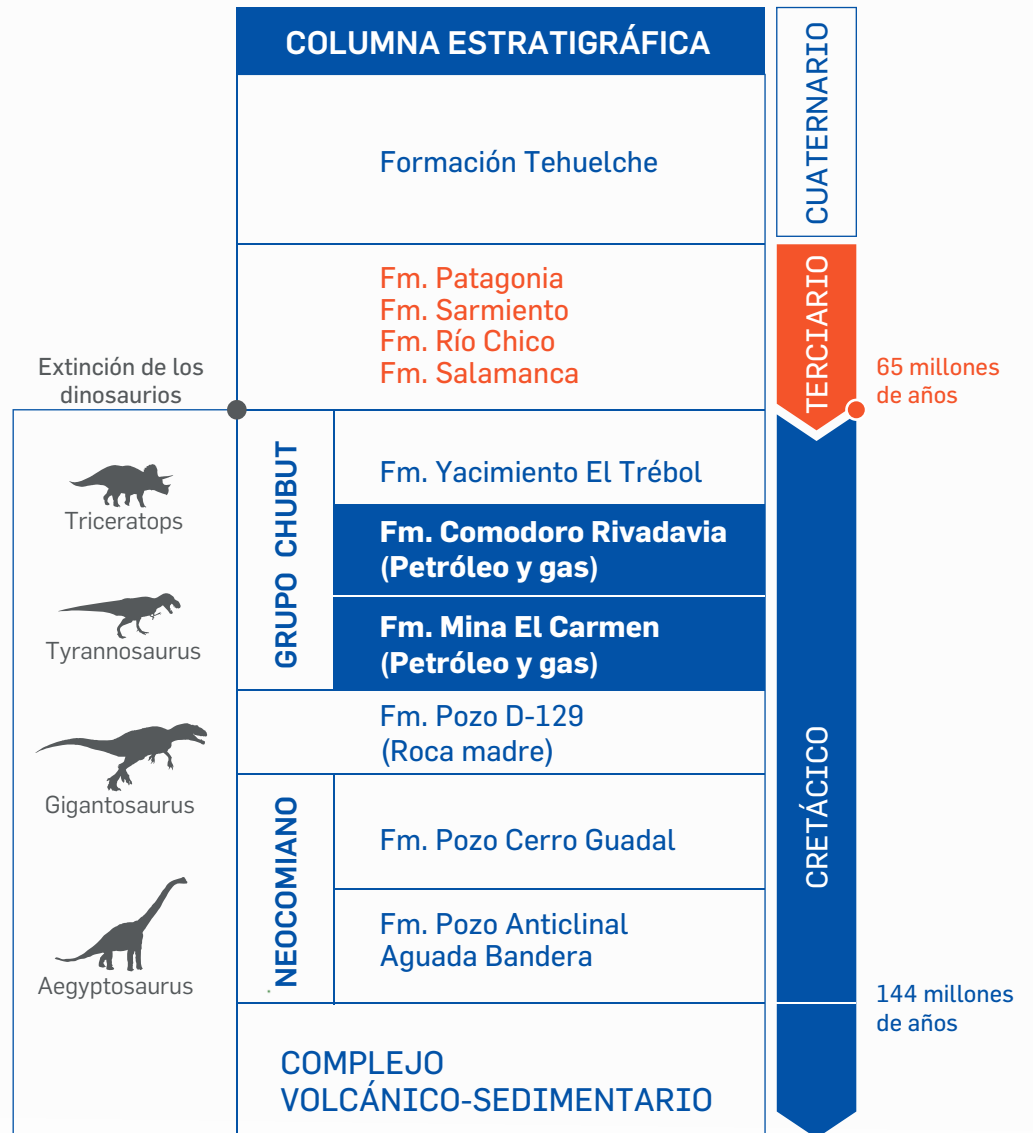 COLUMNA ESTRATIGRÁFICA
CUATERNARIO
Formación Tehuelche
Fm. Patagonia
Fm. Sarmiento
Fm. Río Chico
Fm. Salamanca
TERCIARIO
65 millones
de años
Extinción de los
dinosaurios
Triceratops
Tyrannosaurus
Gigantosaurus
Aegyptosaurus
GRUPO CHUBUT
Fm. Yacimiento El Trébol
Fm. Comodoro Rivadavia
(Petróleo y gas)
Fm. Mina El Carmen
(Petróleo y gas)
Fm. Pozo D-129
(Roca madre)
NEOCOMIANO
Fm. Pozo Cerro Guadal
Fm. Pozo Anticlinal
Aguada Bandera
CRETÁCICO
144 millones
de años
COMPLEJO
VOLCÁNICO-SEDIMENTARIO